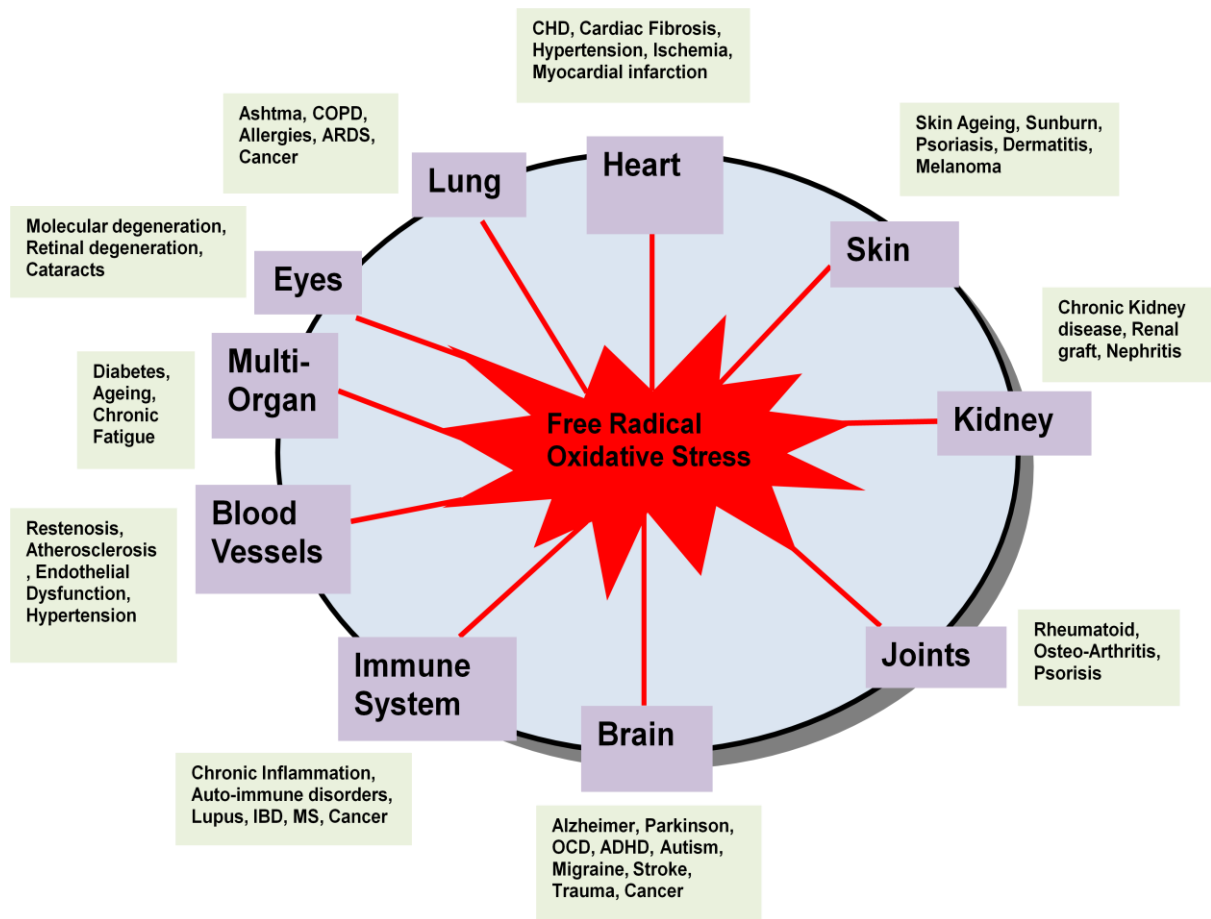 CHD, Cardiac Fibrosis,
Hypertension, Ischemia,
Myocardial infarction
Heart
Ashtma, COPD,
Allergies, ARDS,
Cancer
Lung
Skin Ageing, Sunburn,
Psoriasis, Dermatitis,
Melanoma
Skin
Molecular degeneration,
Retinal degeneration,
Cataracts
Eyes
Chronic Kidney
disease, Renal
graft, Nephritis
Kidney
Diabetes,
Ageing,
Chronic
Fatigue
Multi-
Organ
Free Radical
Oxidative Stress
Restenosis,
Atherosclerosis
, Endothelial
Dysfunction,
Hypertension
Blood
Vessels
Rheumatoid,
Osteo-Arthritis,
Psorisis
Joints
Immune
System
Chronic Inflammation,
Auto-immune disorders,
Lupus, IBD, MS, Cancer
Brain
Alzheimer, Parkinson,
OCD, ADHD, Autism,
Migraine, Stroke,
Trauma, Cancer